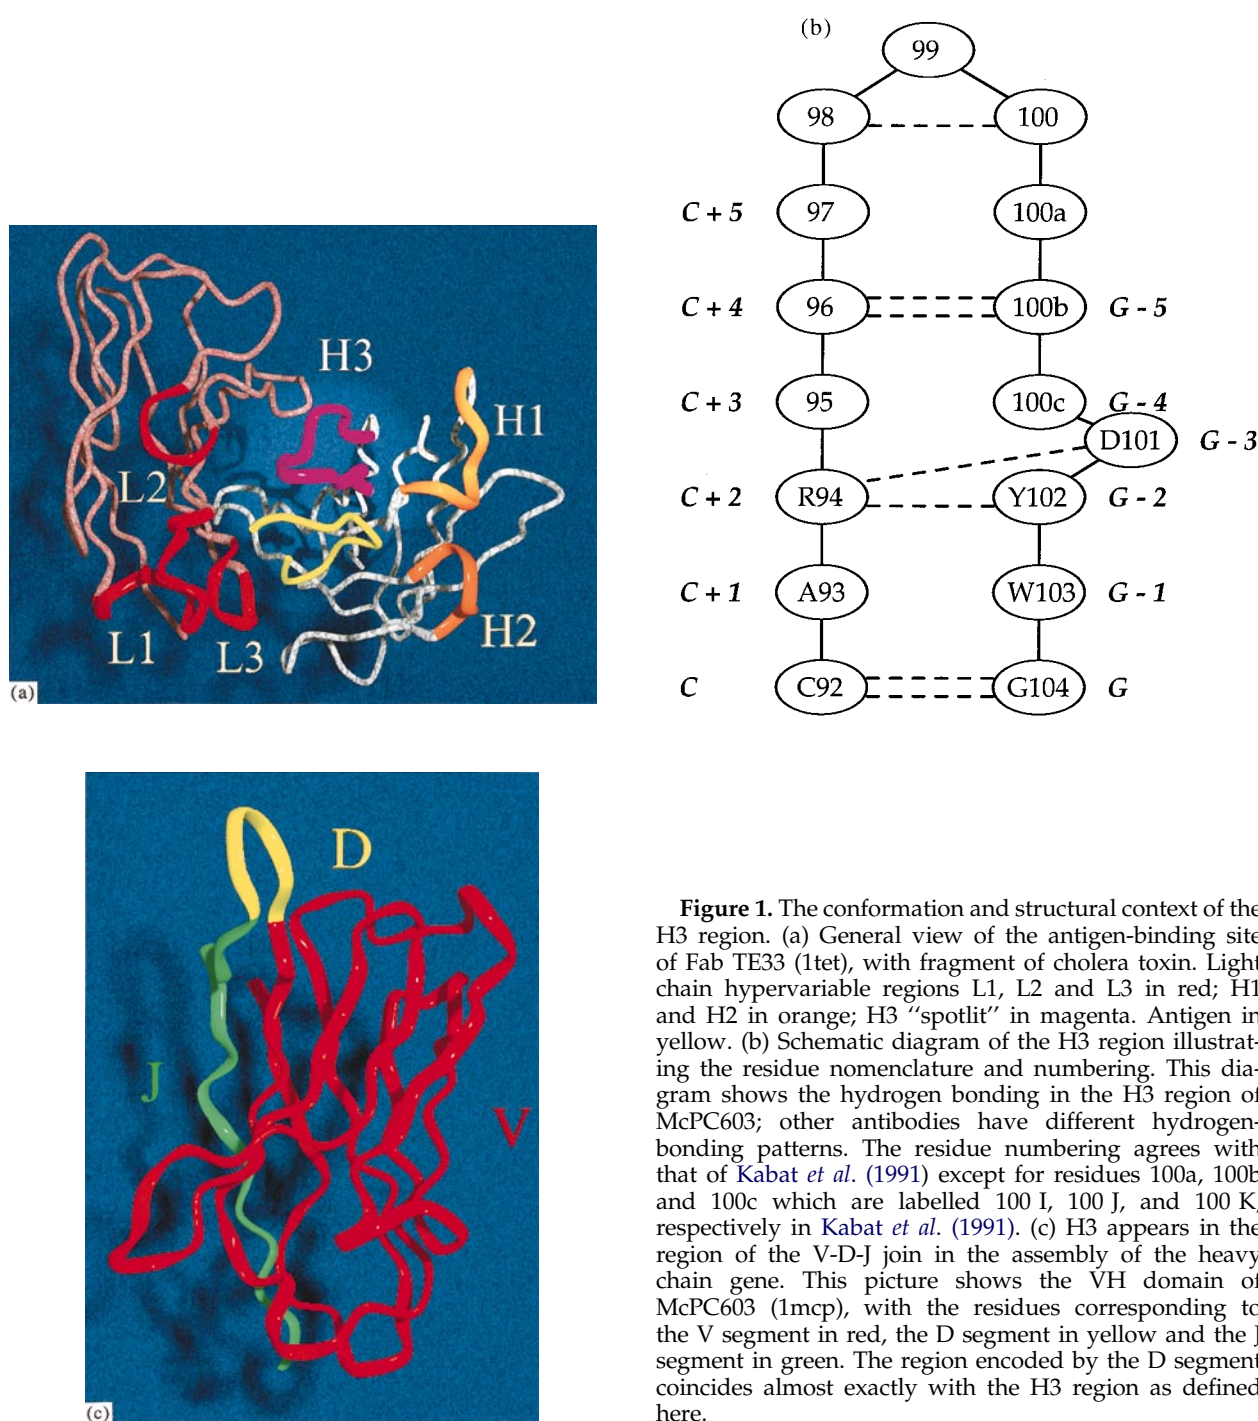 (b)
99
98 100
C + 5 97 100a
C + 4 96 100b G - 5
C + 3 95 100c G - 4
D101 G - 3
C + 2 R94 Y102 G - 2
C + 1 A93 W103 G - 1
C C92 G104 G
H3
H1
L2
L1 L3 H2
(a)
D
J
V
(c)
Figure 1. The conformation and structural context of the
H3 region. (a) General view of the antigen-binding site
of Fab TE33 (1tet), with fragment of cholera toxin. Light
chain hypervariable regions L1, L2 and L3 in red; H1
and H2 in orange; H3 ‘‘spotlit’’ in magenta. Antigen in
yellow. (b) Schematic diagram of the H3 region illustrat-
ing the residue nomenclature and numbering. This dia-
gram shows the hydrogen bonding in the H3 region of
McPC603; other antibodies have different hydrogen-
bonding patterns. The residue numbering agrees with
that of Kabat et al. (1991) except for residues 100a, 100b
and 100c which are labelled 100 I, 100 J, and 100 K,
respectively in Kabat et al. (1991). (c) H3 appears in the
region of the V-D-J join in the assembly of the heavy
chain gene. This picture shows the VH domain of
McPC603 (1mcp), with the residues corresponding to
the V segment in red, the D segment in yellow and the J
segment in green. The region encoded by the D segment
coincides almost exactly with the H3 region as defined
here.